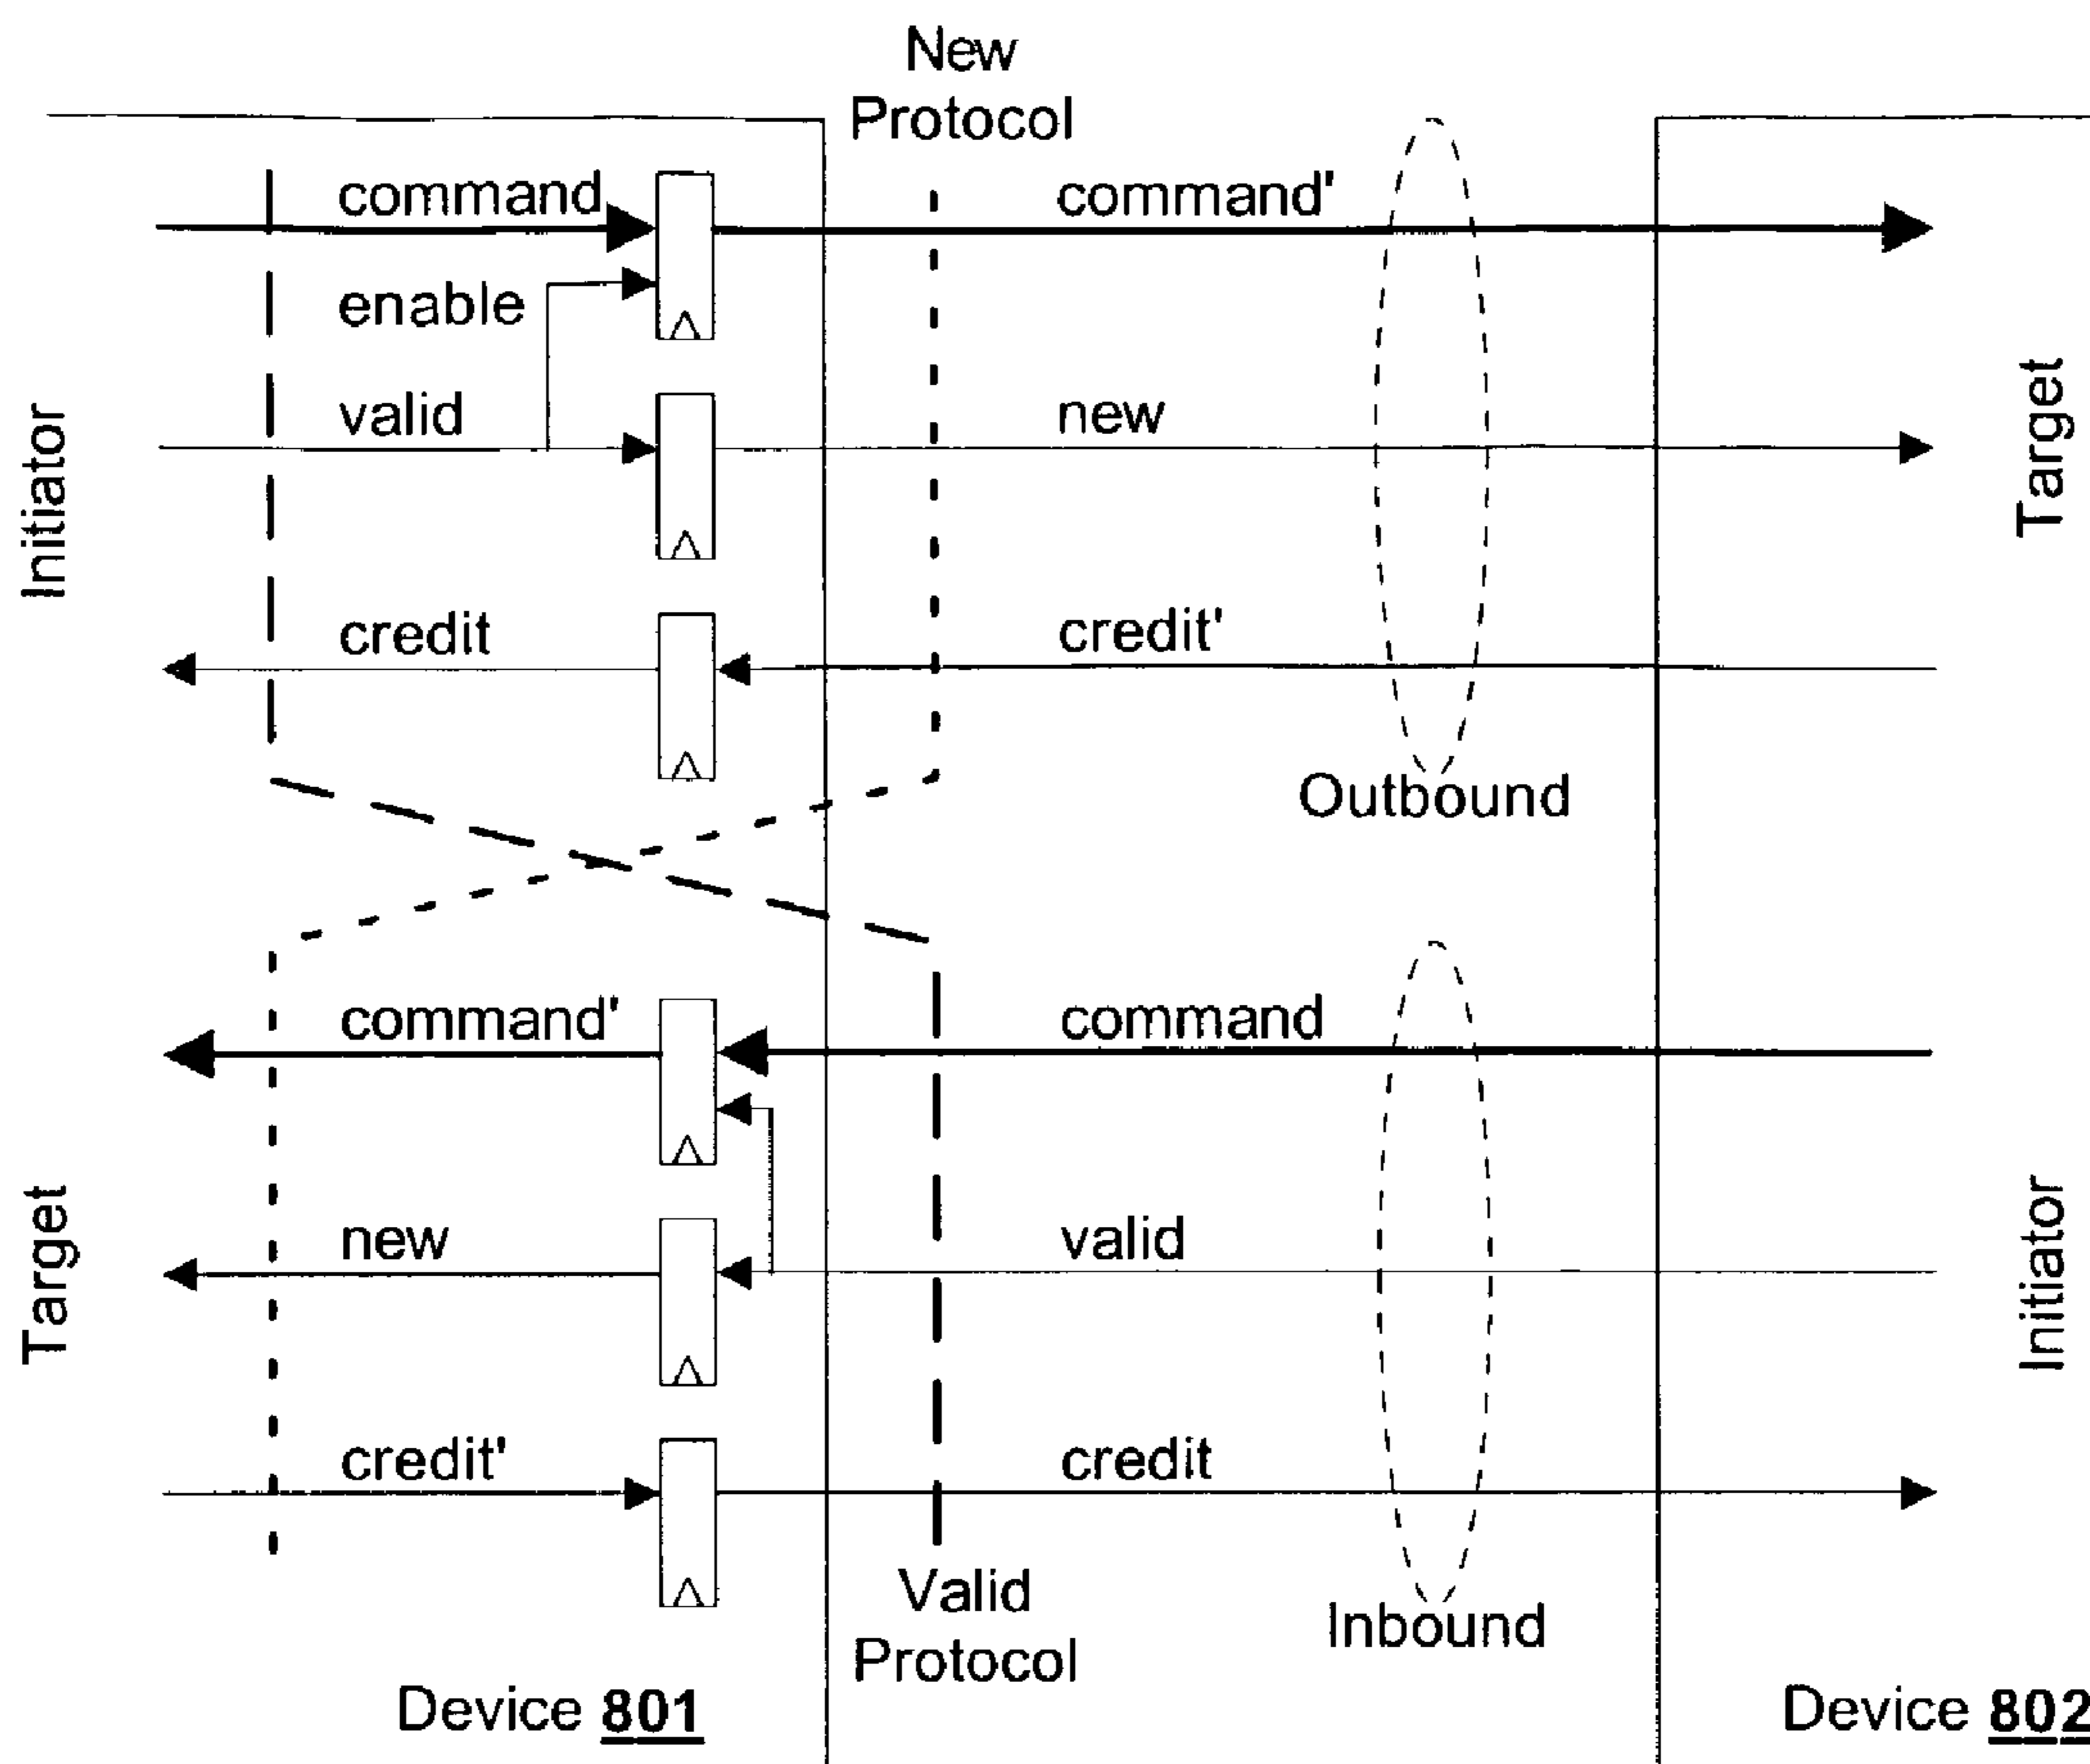 New
Protocol
command
command'
enable
valid
new
Initiator
Target
credit
credit'
Outbound
command'
command
new
valid
Target
Initiator
credit'
credit
Valid
Protocol
Inbound
Device 801
Device 802